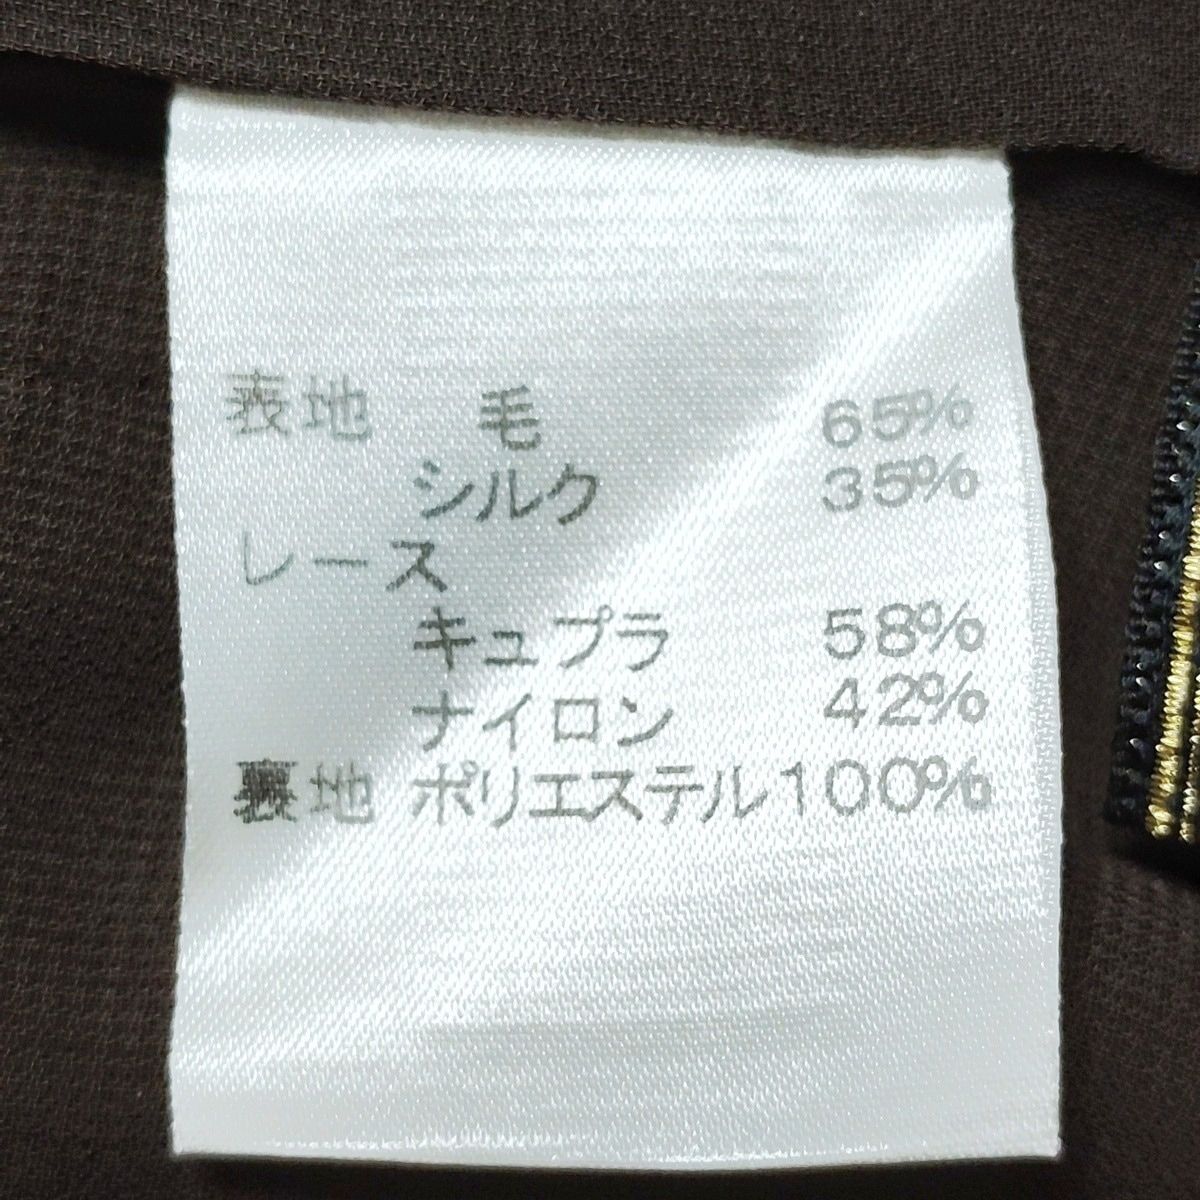 表地 毛 65%
シルク 35%
レース
キュプラ 58%
ナイロン 42%
裏地 ポリエステル100%